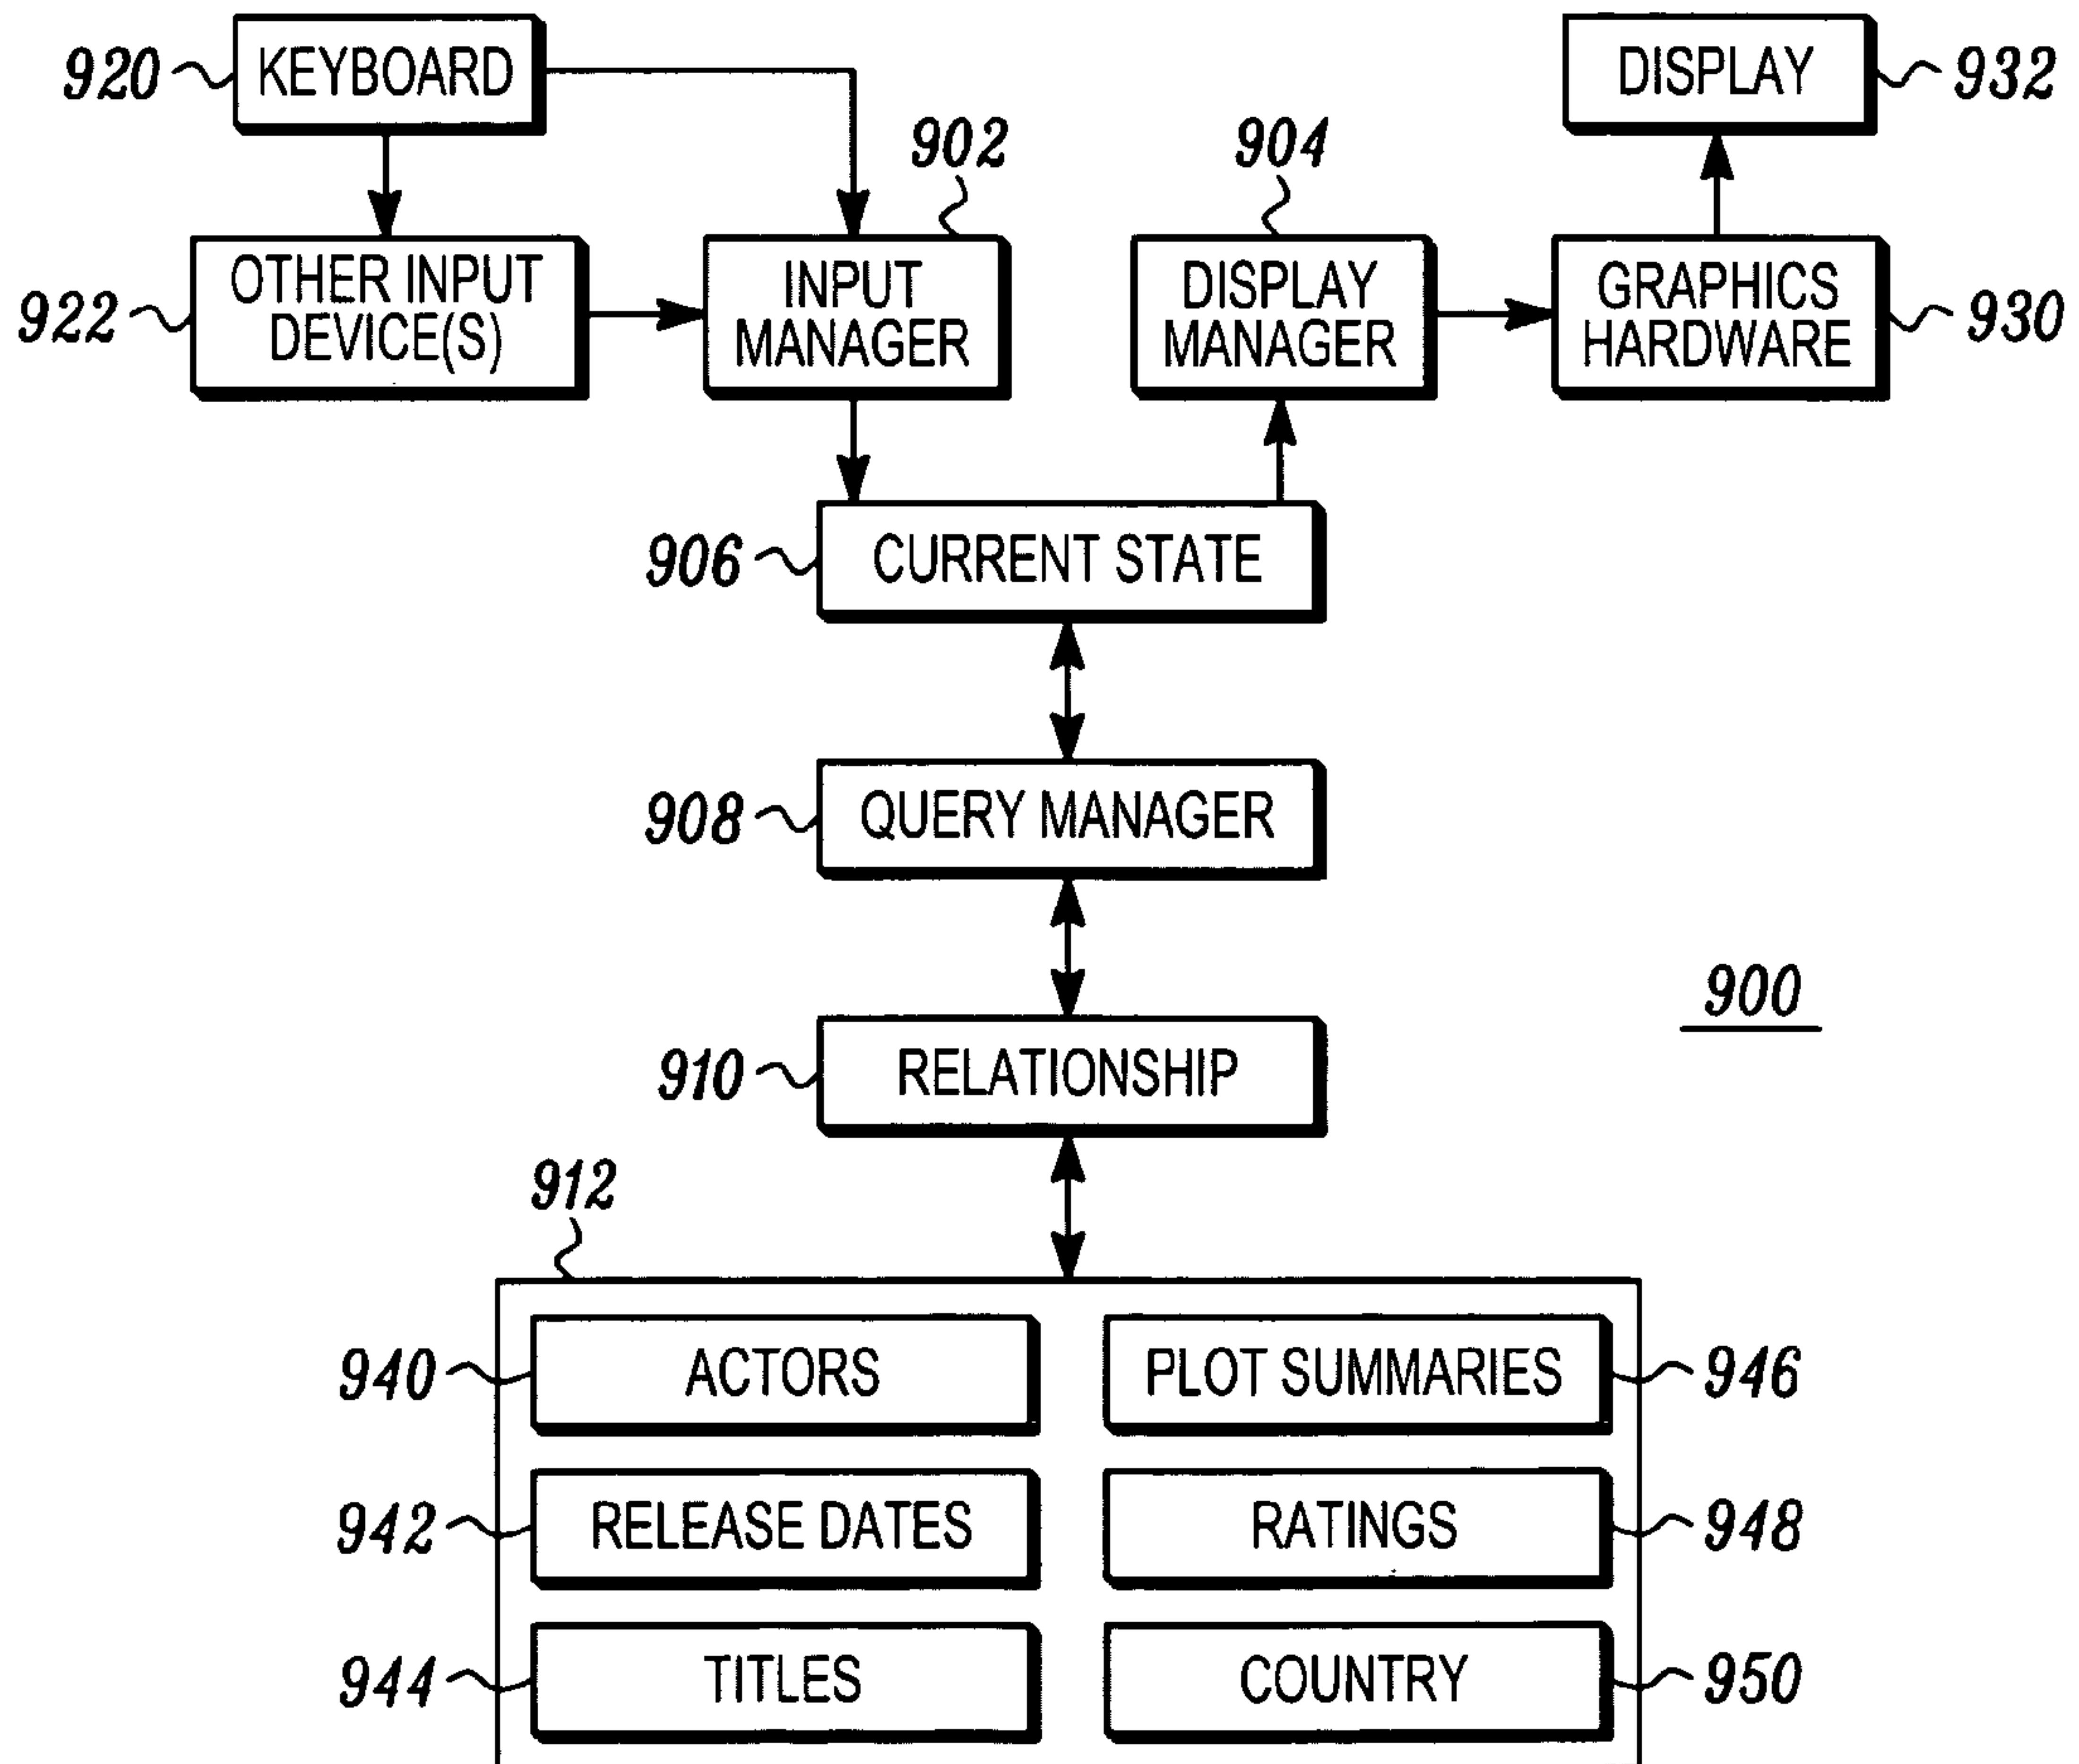 920
KEYBOARD
DISPLAY
932
902
904
922
OTHER INPUT
DEVICE(S)
INPUT
MANAGER
DISPLAY
MANAGER
GRAPHICS
HARDWARE
930
906
CURRENT STATE
908
QUERY MANAGER
900
910
RELATIONSHIP
912
940
ACTORS
PLOT SUMMARIES
946
942
RELEASE DATES
RATINGS
948
944
TITLES
COUNTRY
950